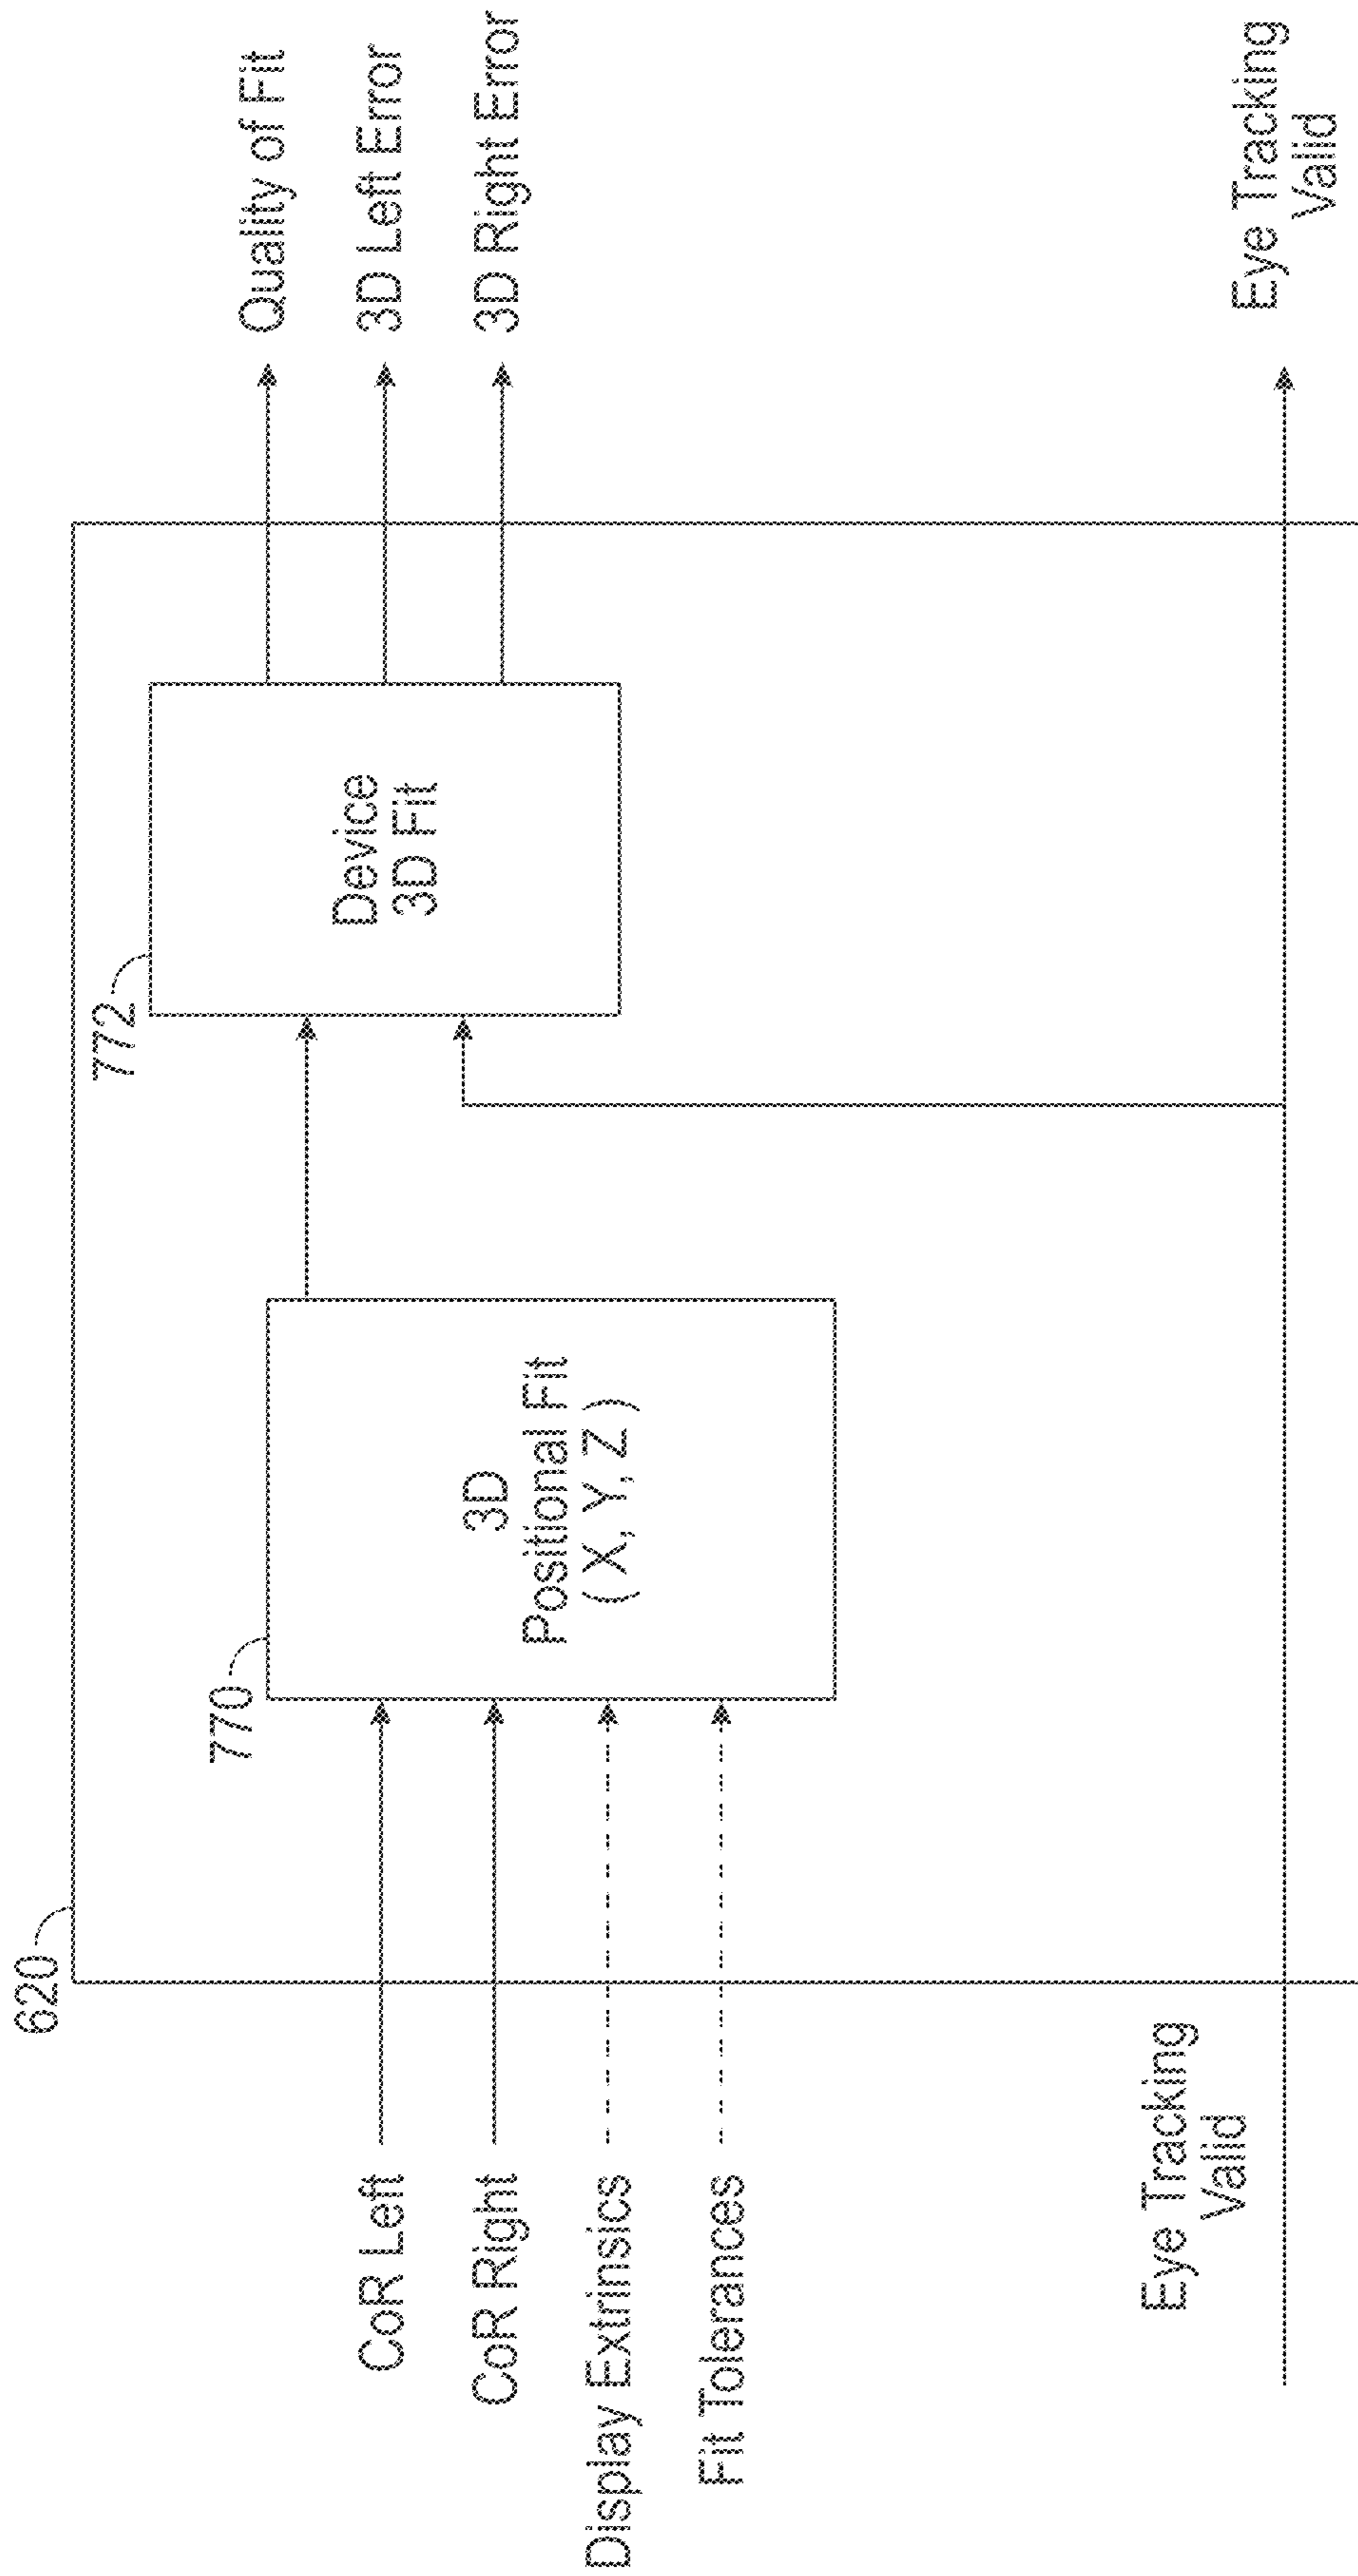 620
770
772
CoR Left
CoR Right
Display Extrinsics
Fit Tolerances
3D
Positional Fit
( X, Y, Z )
Device
3D Fit
Quality of Fit
3D Left Error
3D Right Error
Eye Tracking
Valid
Eye Tracking
Valid